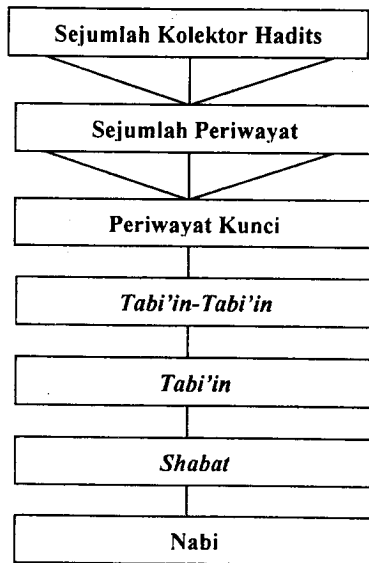 Sejumlah Kolektor Hadits
Sejumlah Periwayat
Periwayat Kunci
Tabi'in-Tabi'in
Tabi'in
Shabat
Nabi